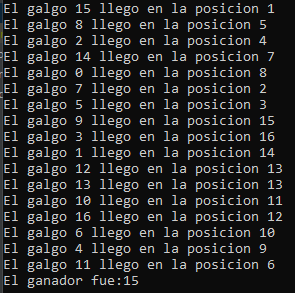 El galgo 15 llego en la posicion 1
El galgo 8 llego en la posicion 5
El galgo 2 llego en la posicion 4
El galgo 14 llego en la posicion 7
El galgo 0 llego en la posicion 8
El galgo 7 llego en la posicion 2
El galgo 5 llego en la posicion 3
El galgo 9 llego en la posicion 15
El galgo 3 llego en la posicion 16
El galgo 1 llego en la posicion 14
El galgo 12 llego en la posicion 13
El galgo 13 llego en la posicion 13
El galgo 10 llego en la posicion 11
El galgo 16 llego en la posicion 12
El galgo 6 llego en la posicion 10
El galgo 4 llego en la posicion 9
El galgo 11 llego en la posicion 6
El ganador fue:15